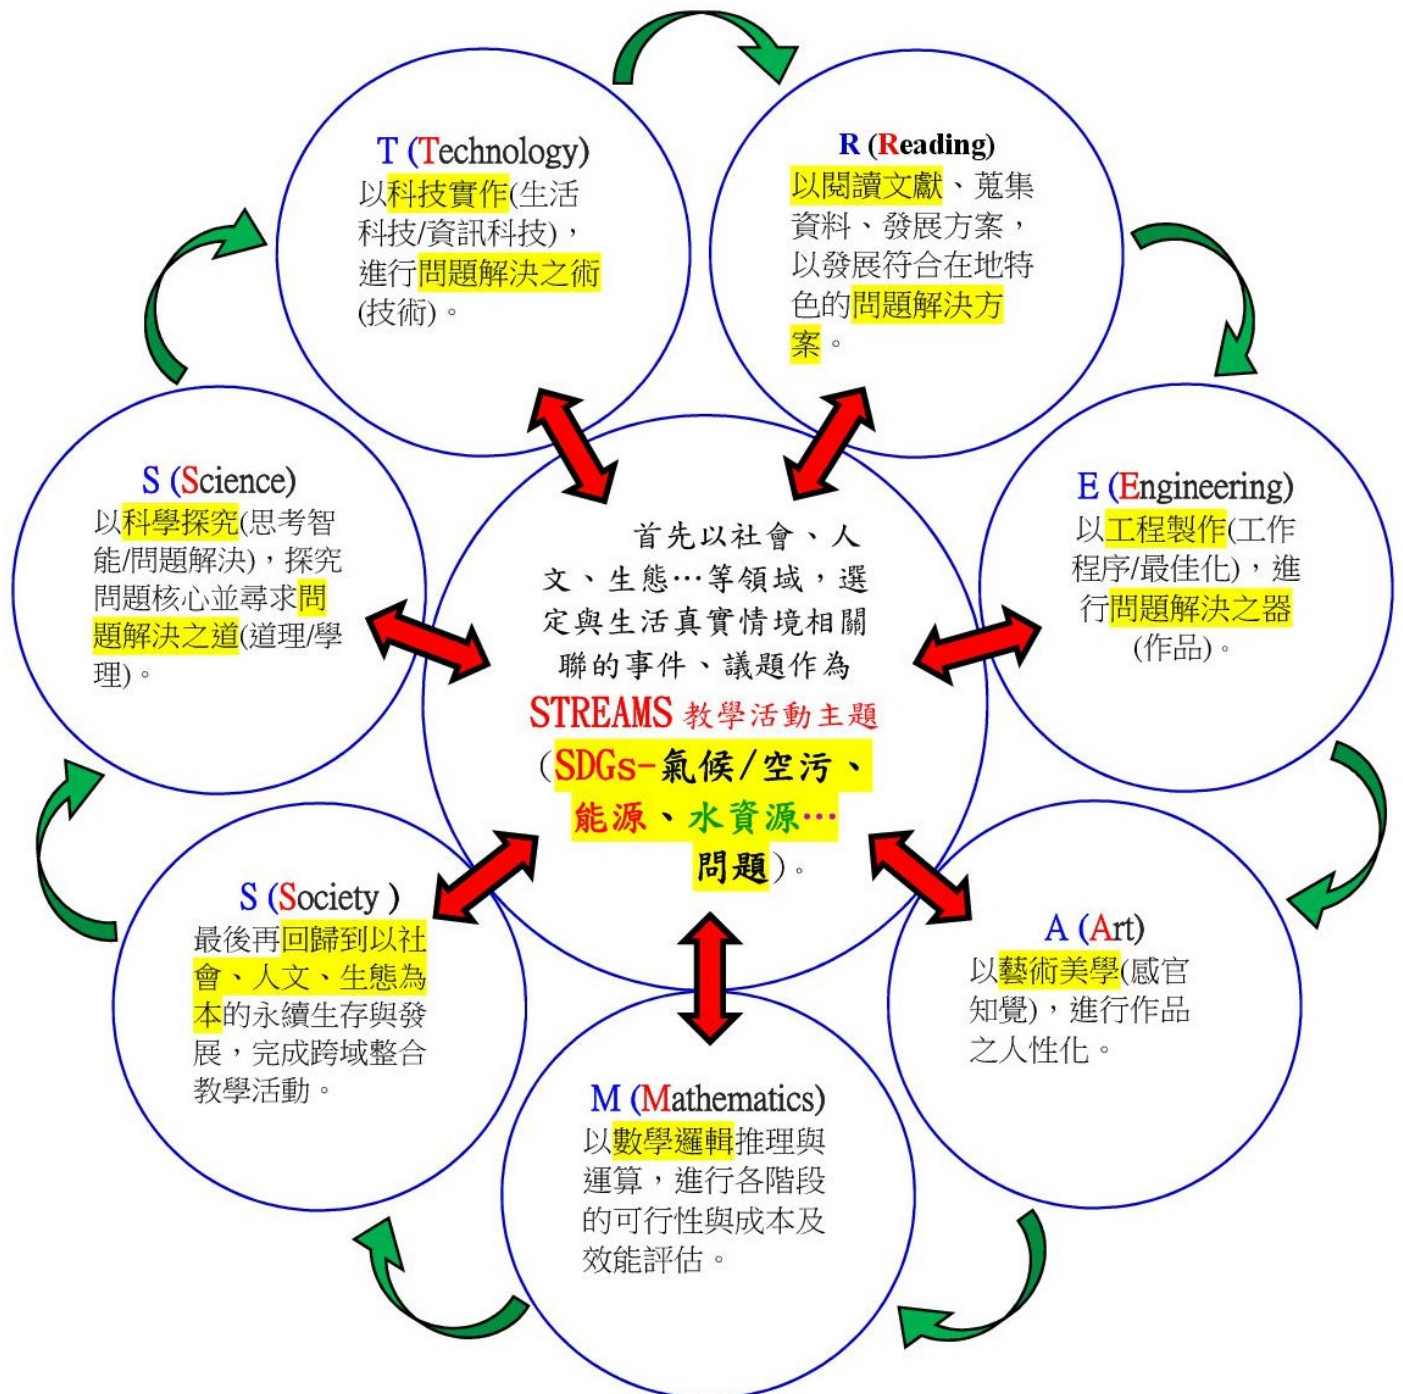 T (Technology)
以科技實作(生活
科技/資訊科技)，
進行問題解決之術
(技術)。
R (Reading)
以閱讀文獻、蒐集
資料、發展方案，
以發展符合在地特
色的問題解決方
案。
S (Science)
以科學探究(思考智
能/問題解決)，探究
問題核心並尋求問
題解決之道(道理/學
理)。
E (Engineering)
以工程製作(工作
程序/最佳化)，進
行問題解決之器
(作品)。
首先以社會、人
文、生態…等領域，選
定與生活真實情境相關
聯的事件、議題作為
STREAMS 教學活動主題
(SDGs-氣候/空污、
能源、水資源…
問題)。
S (Society )
最後再回歸到以社
會、人文、生態為
本的永續生存與發
展，完成跨域整合
教學活動。
A (Art)
以藝術美學(感官
知覺)，進行作品
之人性化。
M (Mathematics)
以數學邏輯推理與
運算，進行各階段
的可行性與成本及
效能評估。